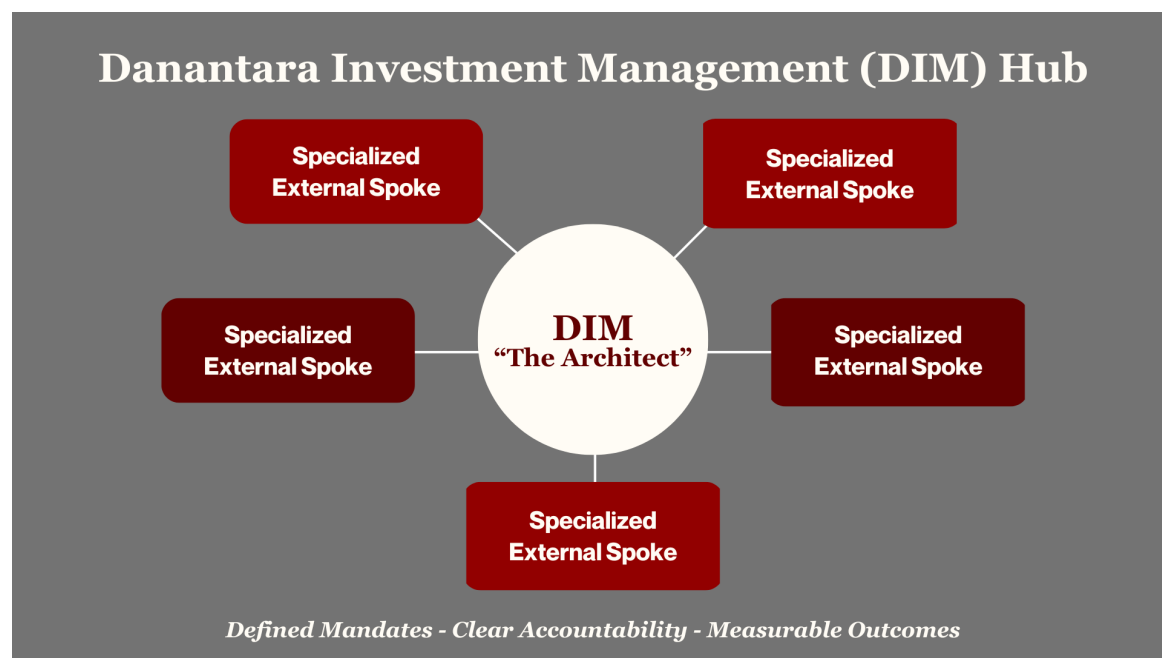 Danantara Investment Management (DIM) Hub
Specialized
External Spoke
Specialized
External Spoke
DIM
“The Architect”
Specialized
External Spoke
Specialized
External Spoke
Specialized
External Spoke
Defined Mandates - Clear Accountability - Measurable Outcomes